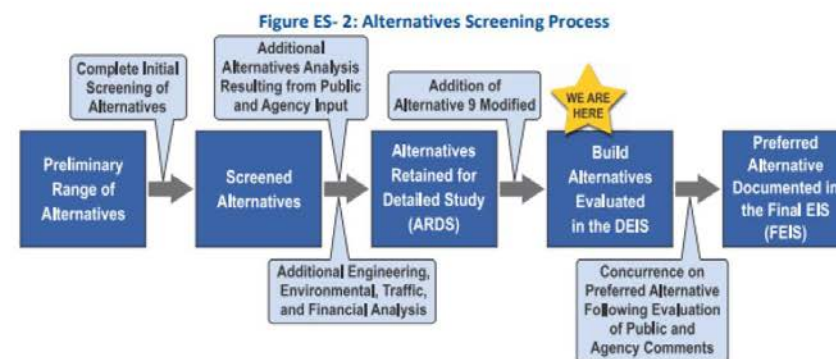 Figure ES- 2: Alternatives Screening Process
Complete Initial
Screening of
Alternatives
Additional
Alternatives Analysis
Resulting from Public
and Agency Input
Addition of
Alternative 9 Modified
WE ARE
HERE
Preliminary
Range of
Alternatives
Screened
Alternatives
Alternatives
Retained for
Detailed Study
(ARDS)
Build
Alternatives
Evaluated
in the DEIS
Preferred
Alternative
Documented in
the Final EIS
(FEIS)
Additional Engineering,
Environmental, Traffic,
and Financial Analysis
Concurrence on
Preferred Alternative
Following Evaluation
of Public and
Agency Comments